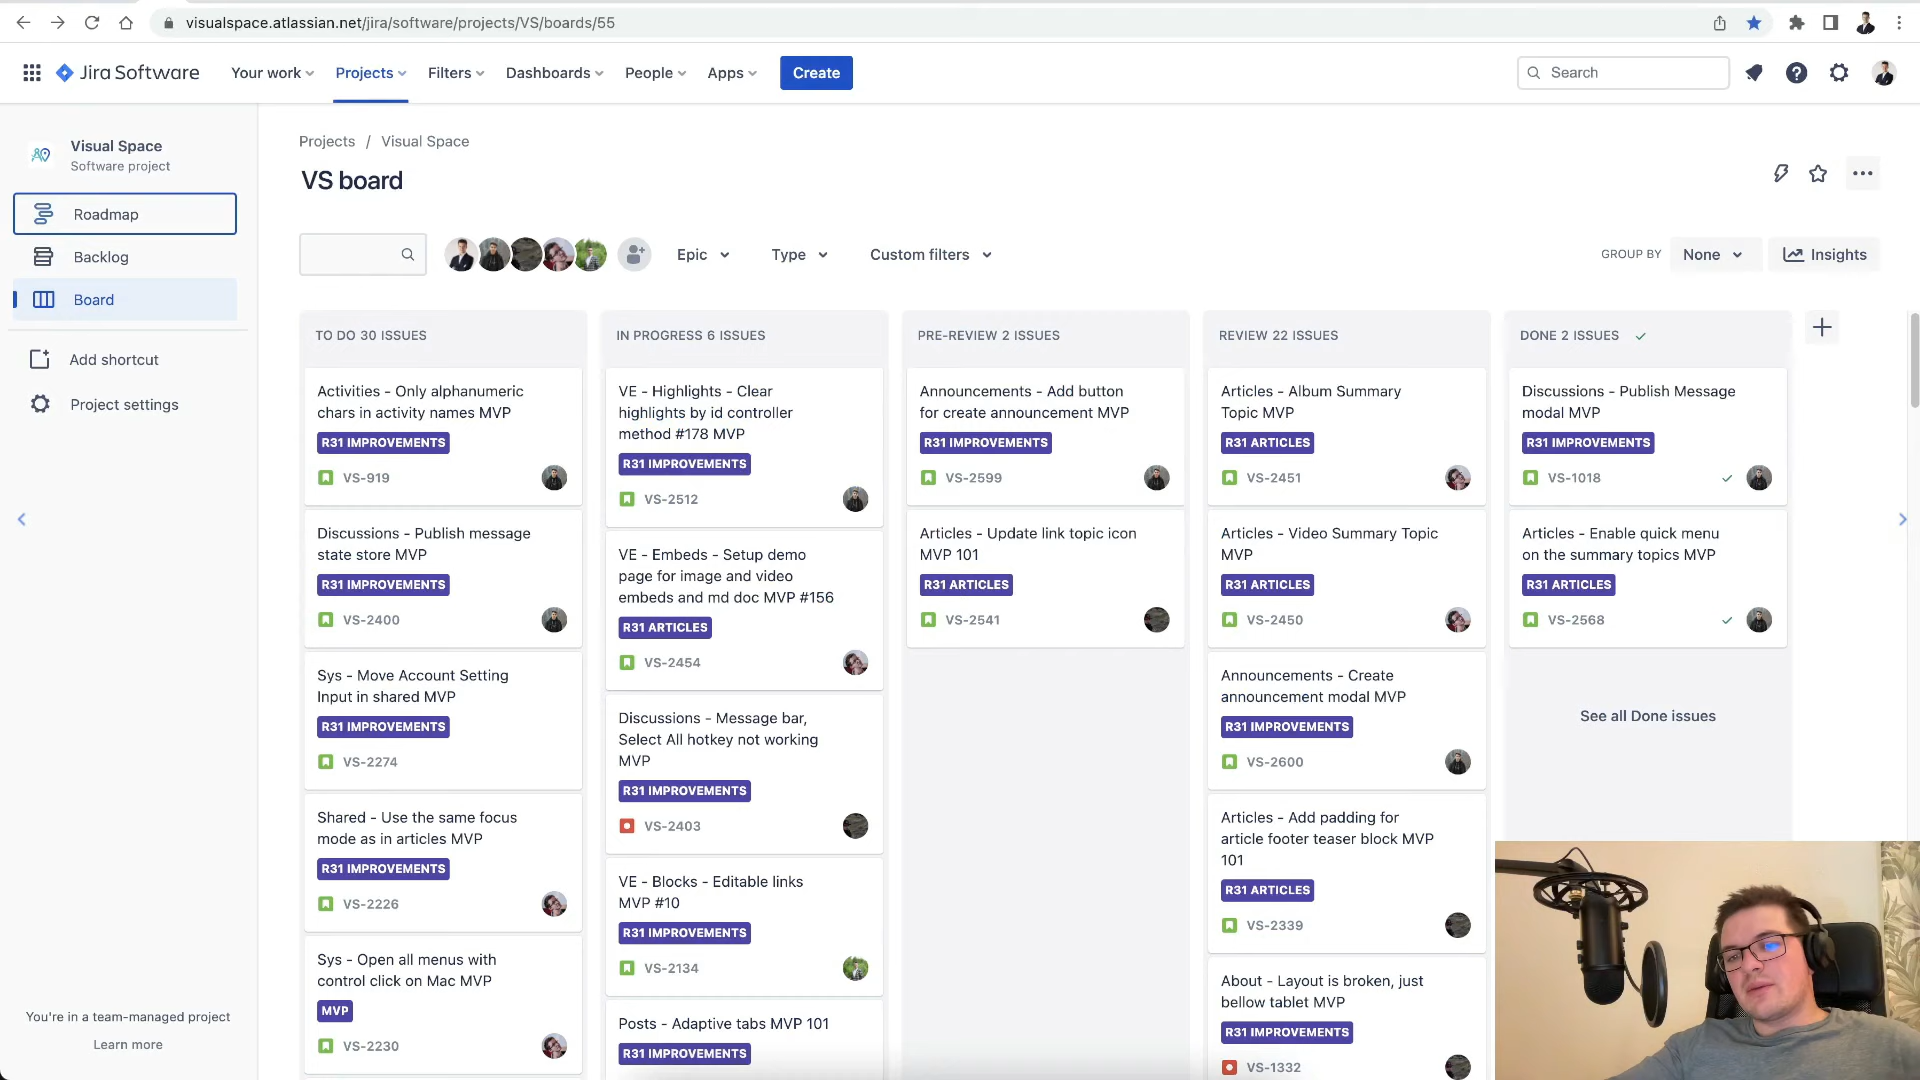 visualspace.atlassian.net/jira/software/projects/VS/boards/55
Jira Software
Your work
Projects
Filters
Dashboards
People
Apps
Create
Search
Visual Space
Software project
Roadmap
Backlog
Board
Add shortcut
Project settings
You're in a team-managed project
Learn more
Projects / Visual Space
VS board
Epic
Type
Custom filters
GROUP BY
None
Insights
TO DO 30 ISSUES
Activities - Only alphanumeric
chars in activity names MVP
R31 IMPROVEMENTS
VS-919
Discussions - Publish message
state store MVP
R31 IMPROVEMENTS
VS-2400
Sys - Move Account Setting
Input in shared MVP
R31 IMPROVEMENTS
VS-2274
Shared - Use the same focus
mode as in articles MVP
R31 IMPROVEMENTS
VS-2226
Sys - Open all menus with
control click on Mac MVP
MVP
VS-2230
IN PROGRESS 6 ISSUES
VE - Highlights - Clear
highlights by id controller
method #178 MVP
R31 IMPROVEMENTS
VS-2512
VE - Embeds - Setup demo
page for image and video
embeds and md doc MVP #156
R31 ARTICLES
VS-2454
Discussions - Message bar,
Select All hotkey not working
MVP
R31 IMPROVEMENTS
VS-2403
VE - Blocks - Editable links
MVP #10
R31 IMPROVEMENTS
VS-2134
Posts - Adaptive tabs MVP 101
R31 IMPROVEMENTS
PRE-REVIEW 2 ISSUES
Announcements - Add button
for create announcement MVP
R31 IMPROVEMENTS
VS-2599
Articles - Update link topic icon
MVP 101
R31 ARTICLES
VS-2541
REVIEW 22 ISSUES
Articles - Album Summary
Topic MVP
R31 ARTICLES
VS-2451
Articles - Video Summary Topic
MVP
R31 ARTICLES
VS-2450
Announcements - Create
announcement modal MVP
R31 IMPROVEMENTS
VS-2600
Articles - Add padding for
article footer teaser block MVP
101
R31 ARTICLES
VS-2339
About - Layout is broken, just
bellow tablet MVP
R31 IMPROVEMENTS
VS-1332
DONE 2 ISSUES
Discussions - Publish Message
modal MVP
R31 IMPROVEMENTS
VS-1018
Articles - Enable quick menu
on the summary topics MVP
R31 ARTICLES
VS-2568
See all Done issues